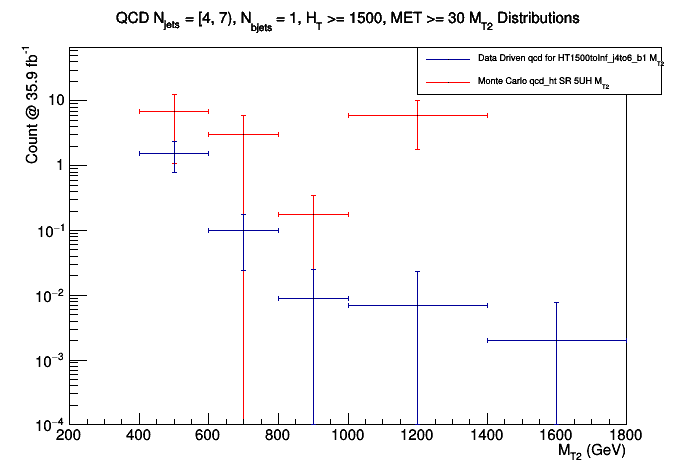 QCD N_jets = [4, 7), N_bjets = 1, H_T >= 1500, MET >= 30 M_T2 Distributions
Data Driven qcd for HT1500toInf_j4to6_b1 M_T2
Monte Carlo qcd_ht SR 5UH M_T2
Count @ 35.9 fb^-1
10
1
10^-1
10^-2
10^-3
10^-4
200 400 600 800 1000 1200 1400 1600 1800
M_T2 (GeV)